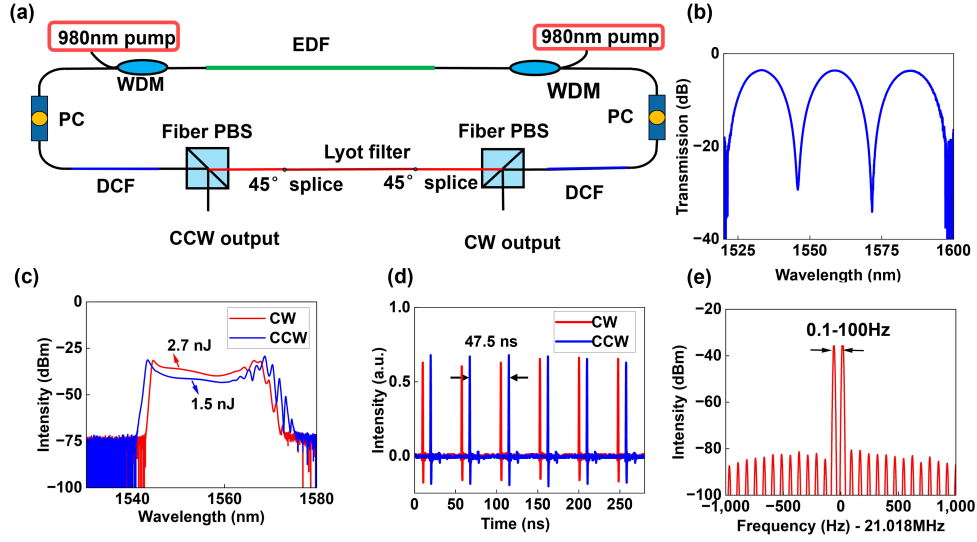 (a)
980nm pump
EDF
980nm pump
WDM
WDM
PC
PC
Fiber PBS
Fiber PBS
Lyot filter
DCF
45° splice
45° splice
DCF
CCW output
CW output
(b)
Transmission (dB)
0
−20
−40
1525
1550
1575
1600
Wavelength (nm)
(c)
Intensity (dBm)
0
−25
−50
−75
−100
CW
CCW
2.7 nJ
1.5 nJ
1540
1560
1580
Wavelength (nm)
(d)
Intensity (a.u.)
1.0
0.5
0.0
CW
CCW
47.5 ns
0
50
100
150
200
250
Time (ns)
(e)
Intensity (dBm)
−20
−40
−60
−80
−100
0.1-100Hz
−1,000
−500
0
500
1,000
Frequency (Hz) - 21.018MHz